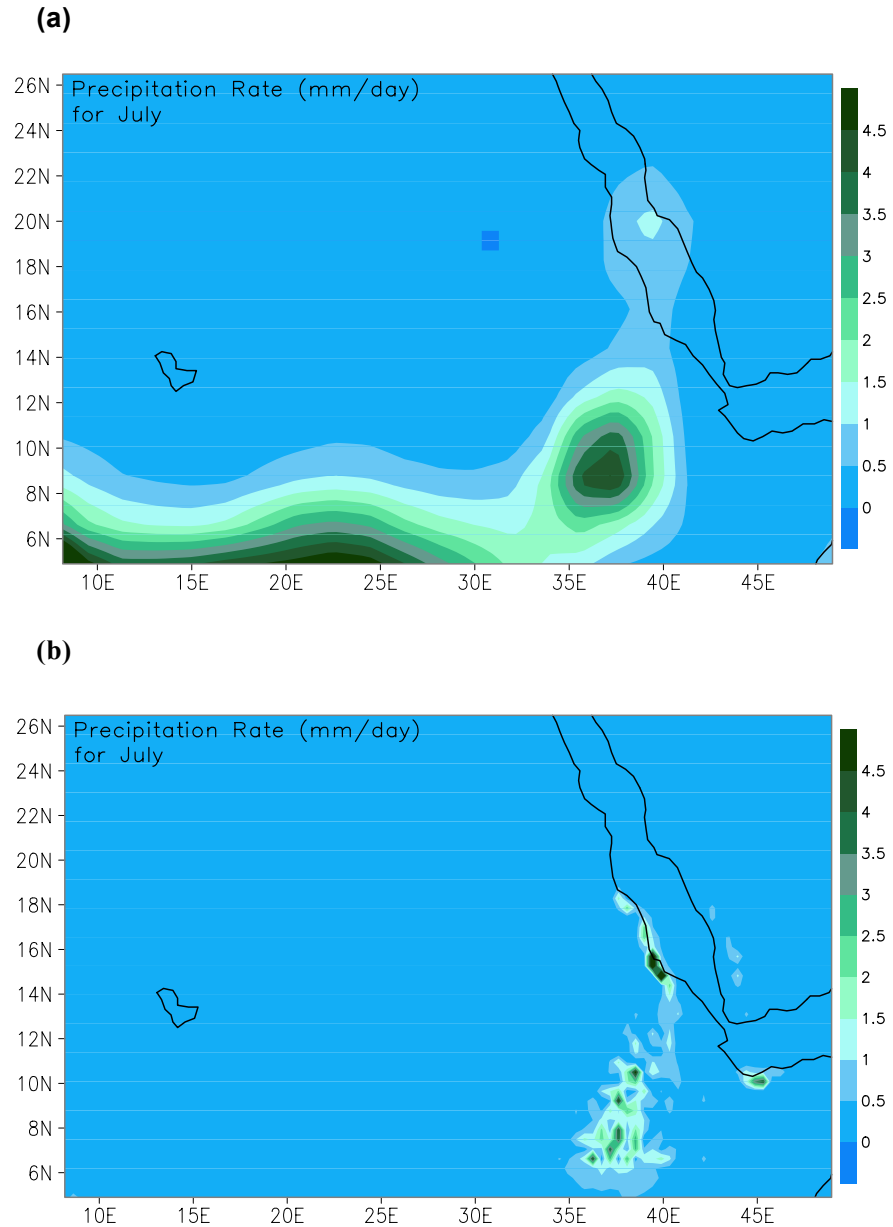 (a)
Precipitation Rate (mm/day)
for July
26N
24N
22N
20N
18N
16N
14N
12N
10N
8N
6N
10E 15E 20E 25E 30E 35E 40E 45E
4.5
4
3.5
3
2.5
2
1.5
1
0.5
0
(b)
Precipitation Rate (mm/day)
for July
26N
24N
22N
20N
18N
16N
14N
12N
10N
8N
6N
10E 15E 20E 25E 30E 35E 40E 45E
4.5
4
3.5
3
2.5
2
1.5
1
0.5
0